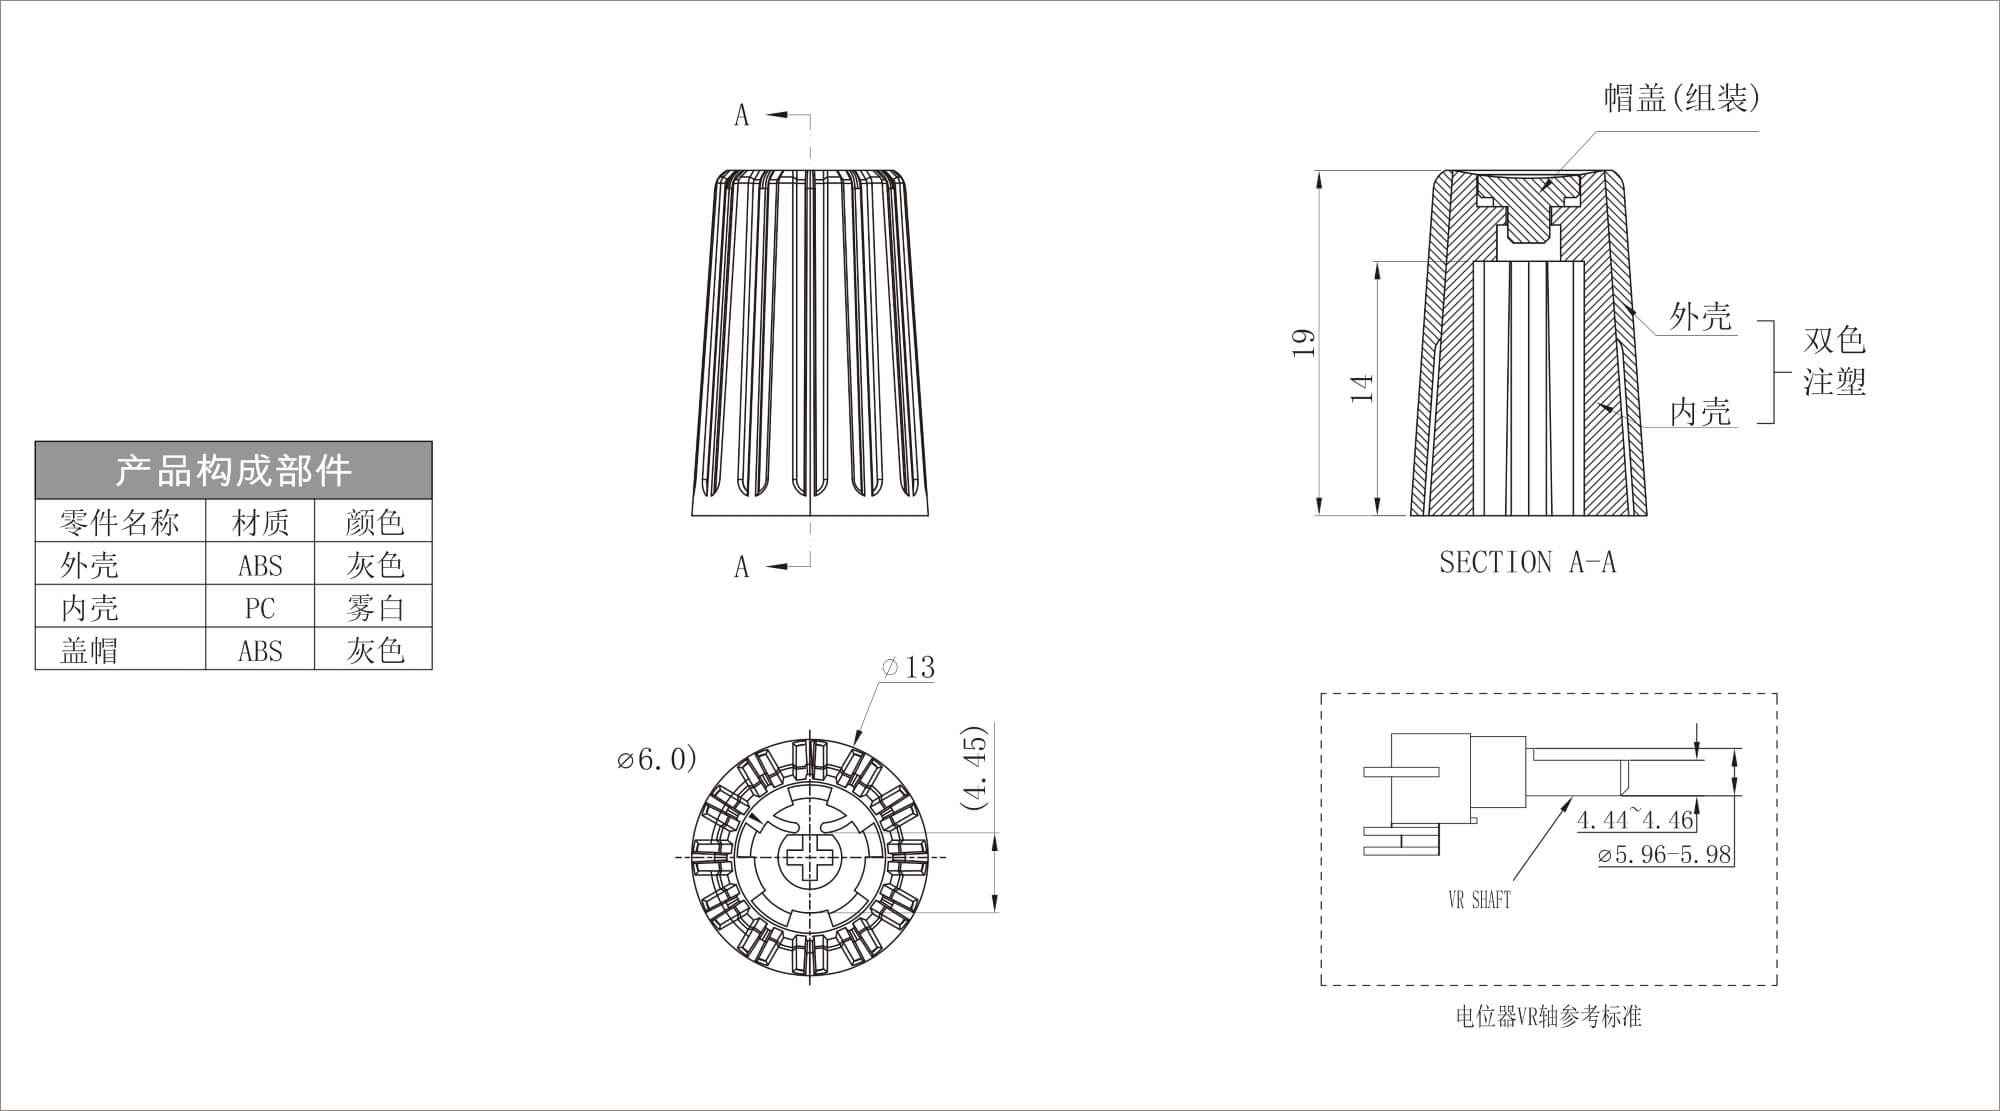 A
A
帽盖(组装)
19
14
外壳
内壳
双色
注塑
SECTION A-A
产品构成部件
零件名称 材质 颜色
外壳 ABS 灰色
内壳 PC 雾白
盖帽 ABS 灰色
⌀13
⌀6.0)
(4.45)
4.44~4.46
⌀5.96-5.98
VR SHAFT
电位器VR轴参考标准